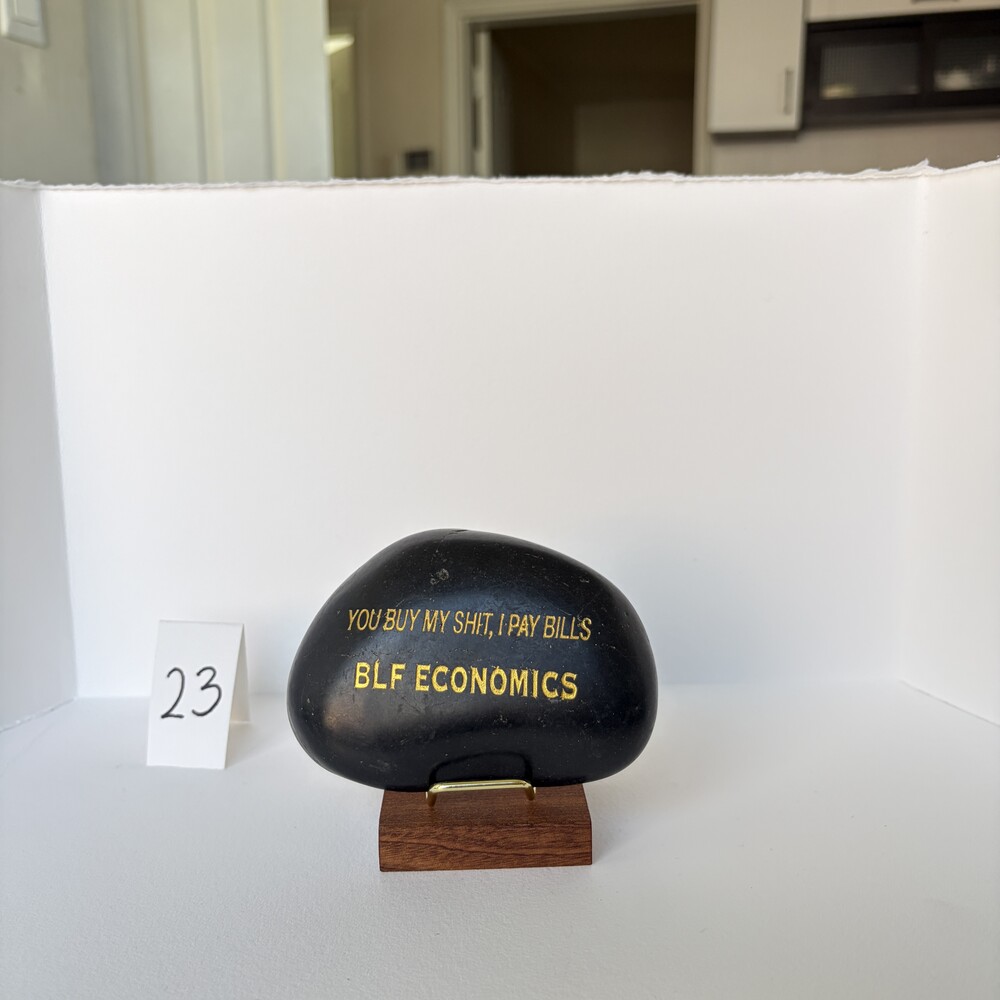 YOU BUY MY SHIT, I PAY BILLS
BLF ECONOMICS
23